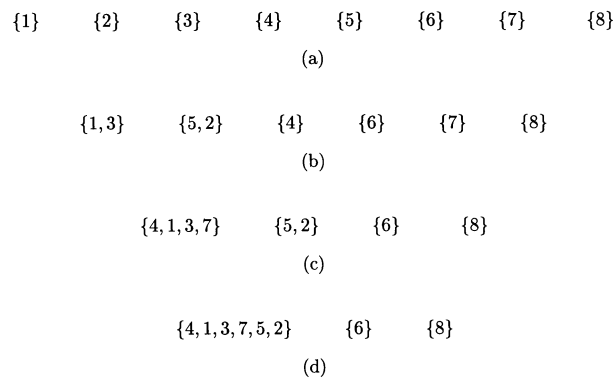 {1} {2} {3} {4} {5} {6} {7} {8}
(a)
{1, 3} {5, 2} {4} {6} {7} {8}
(b)
{4, 1, 3, 7} {5, 2} {6} {8}
(c)
{4, 1, 3, 7, 5, 2} {6} {8}
(d)